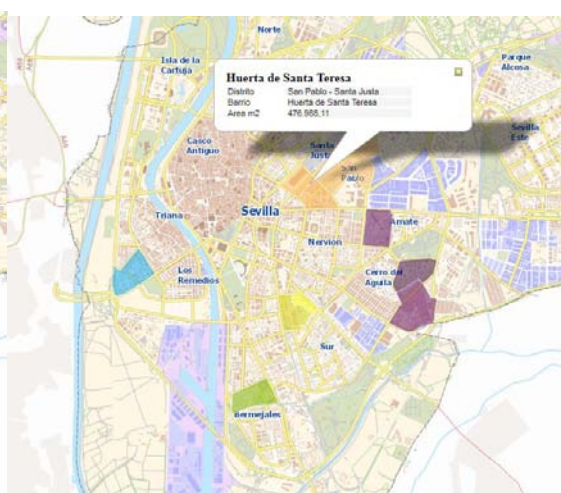 Norte
Isla de la
Cartuja
Parque
Alcosa
Huerta de Santa Teresa
Distrito San Pablo - Santa Justa
Barrio Huerta de Santa Teresa
Area m2 476.968,11
Sevilla
Este
Casco
Antiguo
Santa
Justa
San
Pablo
Triana
Sevilla
Amate
Nervion
Los
Remedios
Cerro del
Aguila
Sur
Bermejales